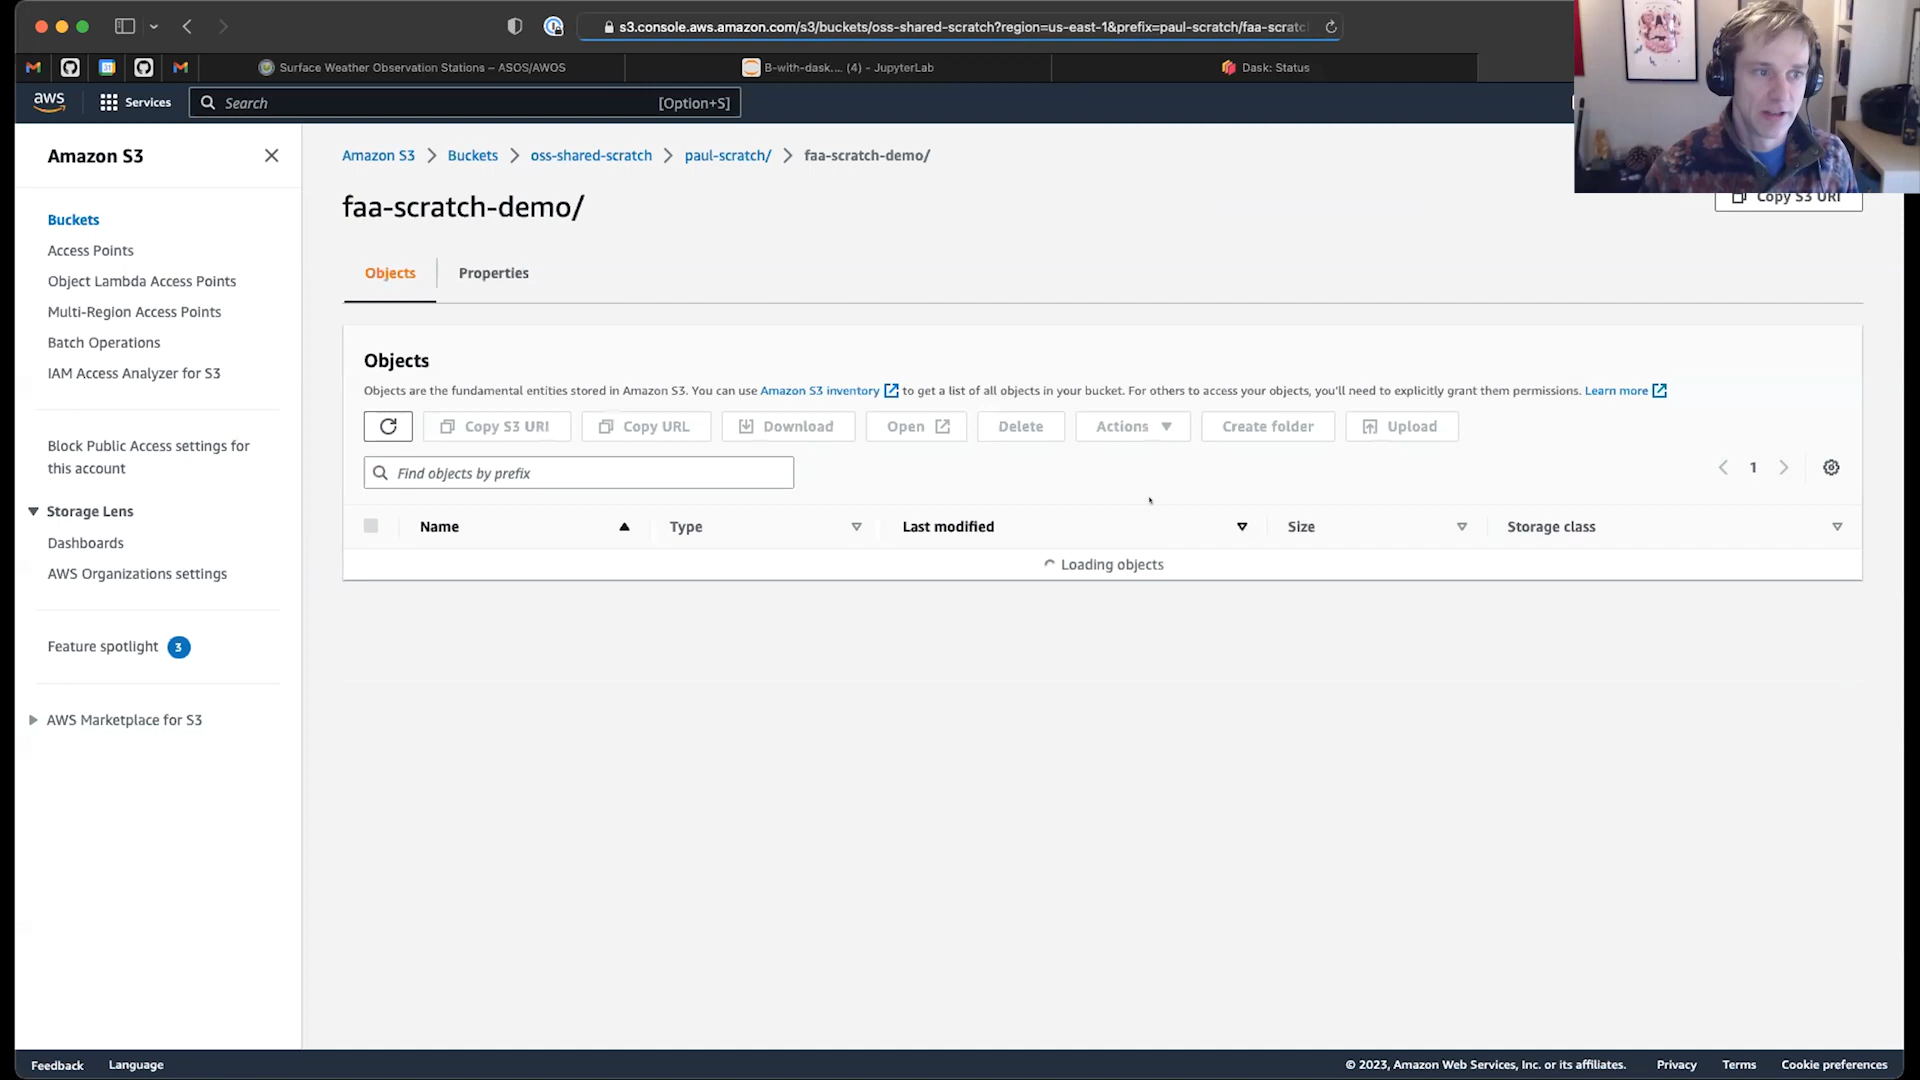 s3.console.aws.amazon.com/s3/buckets/oss-shared-scratch?region=us-east-1&prefix=paul-scratch/faa-scratc
Surface Weather Observation Stations – ASOS/AWOS
B-with-dask... (4) - JupyterLab
Dask: Status
aws
Services
Search
[Option+S]
Amazon S3
Amazon S3
Buckets
oss-shared-scratch
paul-scratch/
faa-scratch-demo/
faa-scratch-demo/
Copy S3 URI
Buckets
Access Points
Object Lambda Access Points
Multi-Region Access Points
Batch Operations
IAM Access Analyzer for S3
Block Public Access settings for
this account
Storage Lens
Dashboards
AWS Organizations settings
Feature spotlight 3
AWS Marketplace for S3
Objects
Properties
Objects
Objects are the fundamental entities stored in Amazon S3. You can use Amazon S3 inventory to get a list of all objects in your bucket. For others to access your objects, you'll need to explicitly grant them permissions. Learn more
Copy S3 URI
Copy URL
Download
Open
Delete
Actions
Create folder
Upload
Find objects by prefix
1
Name
Type
Last modified
Size
Storage class
Loading objects
Feedback
Language
© 2023, Amazon Web Services, Inc. or its affiliates.
Privacy
Terms
Cookie preferences